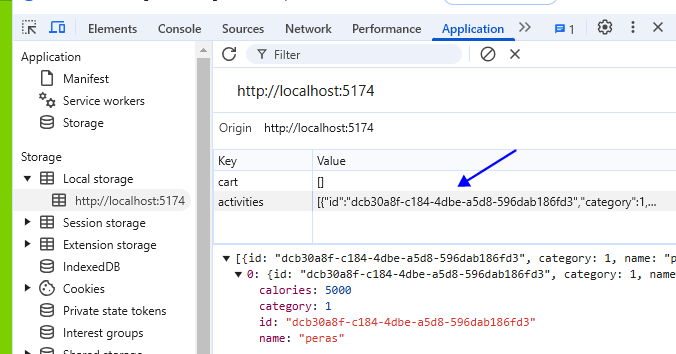 Elements Console Sources Network Performance Application 1
Application
Manifest
Service workers
Storage
Storage
Local storage
http://localhost:5174
Session storage
Extension storage
IndexedDB
Cookies
Private state tokens
Interest groups
Shared storage
Filter
http://localhost:5174
Origin http://localhost:5174
Key Value
cart []
activities [{"id":"dcb30a8f-c184-4dbe-a5d8-596dab186fd3","category":1,...
[{id: "dcb30a8f-c184-4dbe-a5d8-596dab186fd3", category: 1, name: "p
0: {id: "dcb30a8f-c184-4dbe-a5d8-596dab186fd3", category: 1, name
calories: 5000
category: 1
id: "dcb30a8f-c184-4dbe-a5d8-596dab186fd3"
name: "peras"